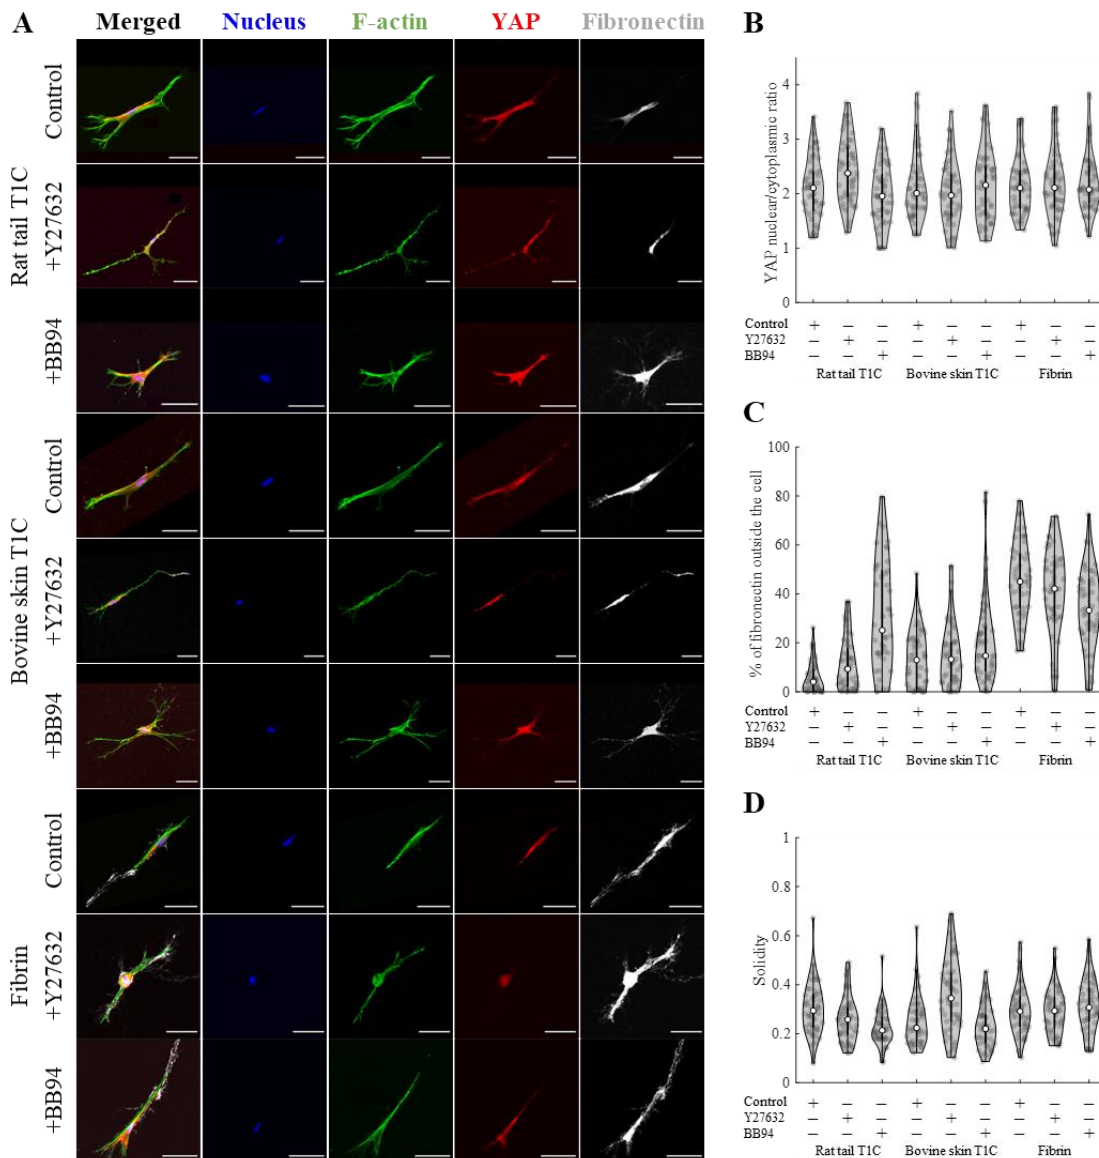 A
Merged Nucleus F-actin YAP Fibronectin
Rat tail T1C
Control
+Y27632
+BB94
Bovine skin T1C
Control
+Y27632
+BB94
Fibrin
Control
+Y27632
+BB94
B
YAP nuclear/cytoplasmic ratio
4
3
2
1
0
Control + − − + − − + − −
Y27632 − + − − + − − + −
BB94 − − + − − + − − +
Rat tail T1C Bovine skin T1C Fibrin
C
% of fibronectin outside the cell
100
80
60
40
20
0
Control + − − + − − + − −
Y27632 − + − − + − − + −
BB94 − − + − − + − − +
Rat tail T1C Bovine skin T1C Fibrin
D
Solidity
1
0.8
0.6
0.4
0.2
0
Control + − − + − − + − −
Y27632 − + − − + − − + −
BB94 − − + − − + − − +
Rat tail T1C Bovine skin T1C Fibrin